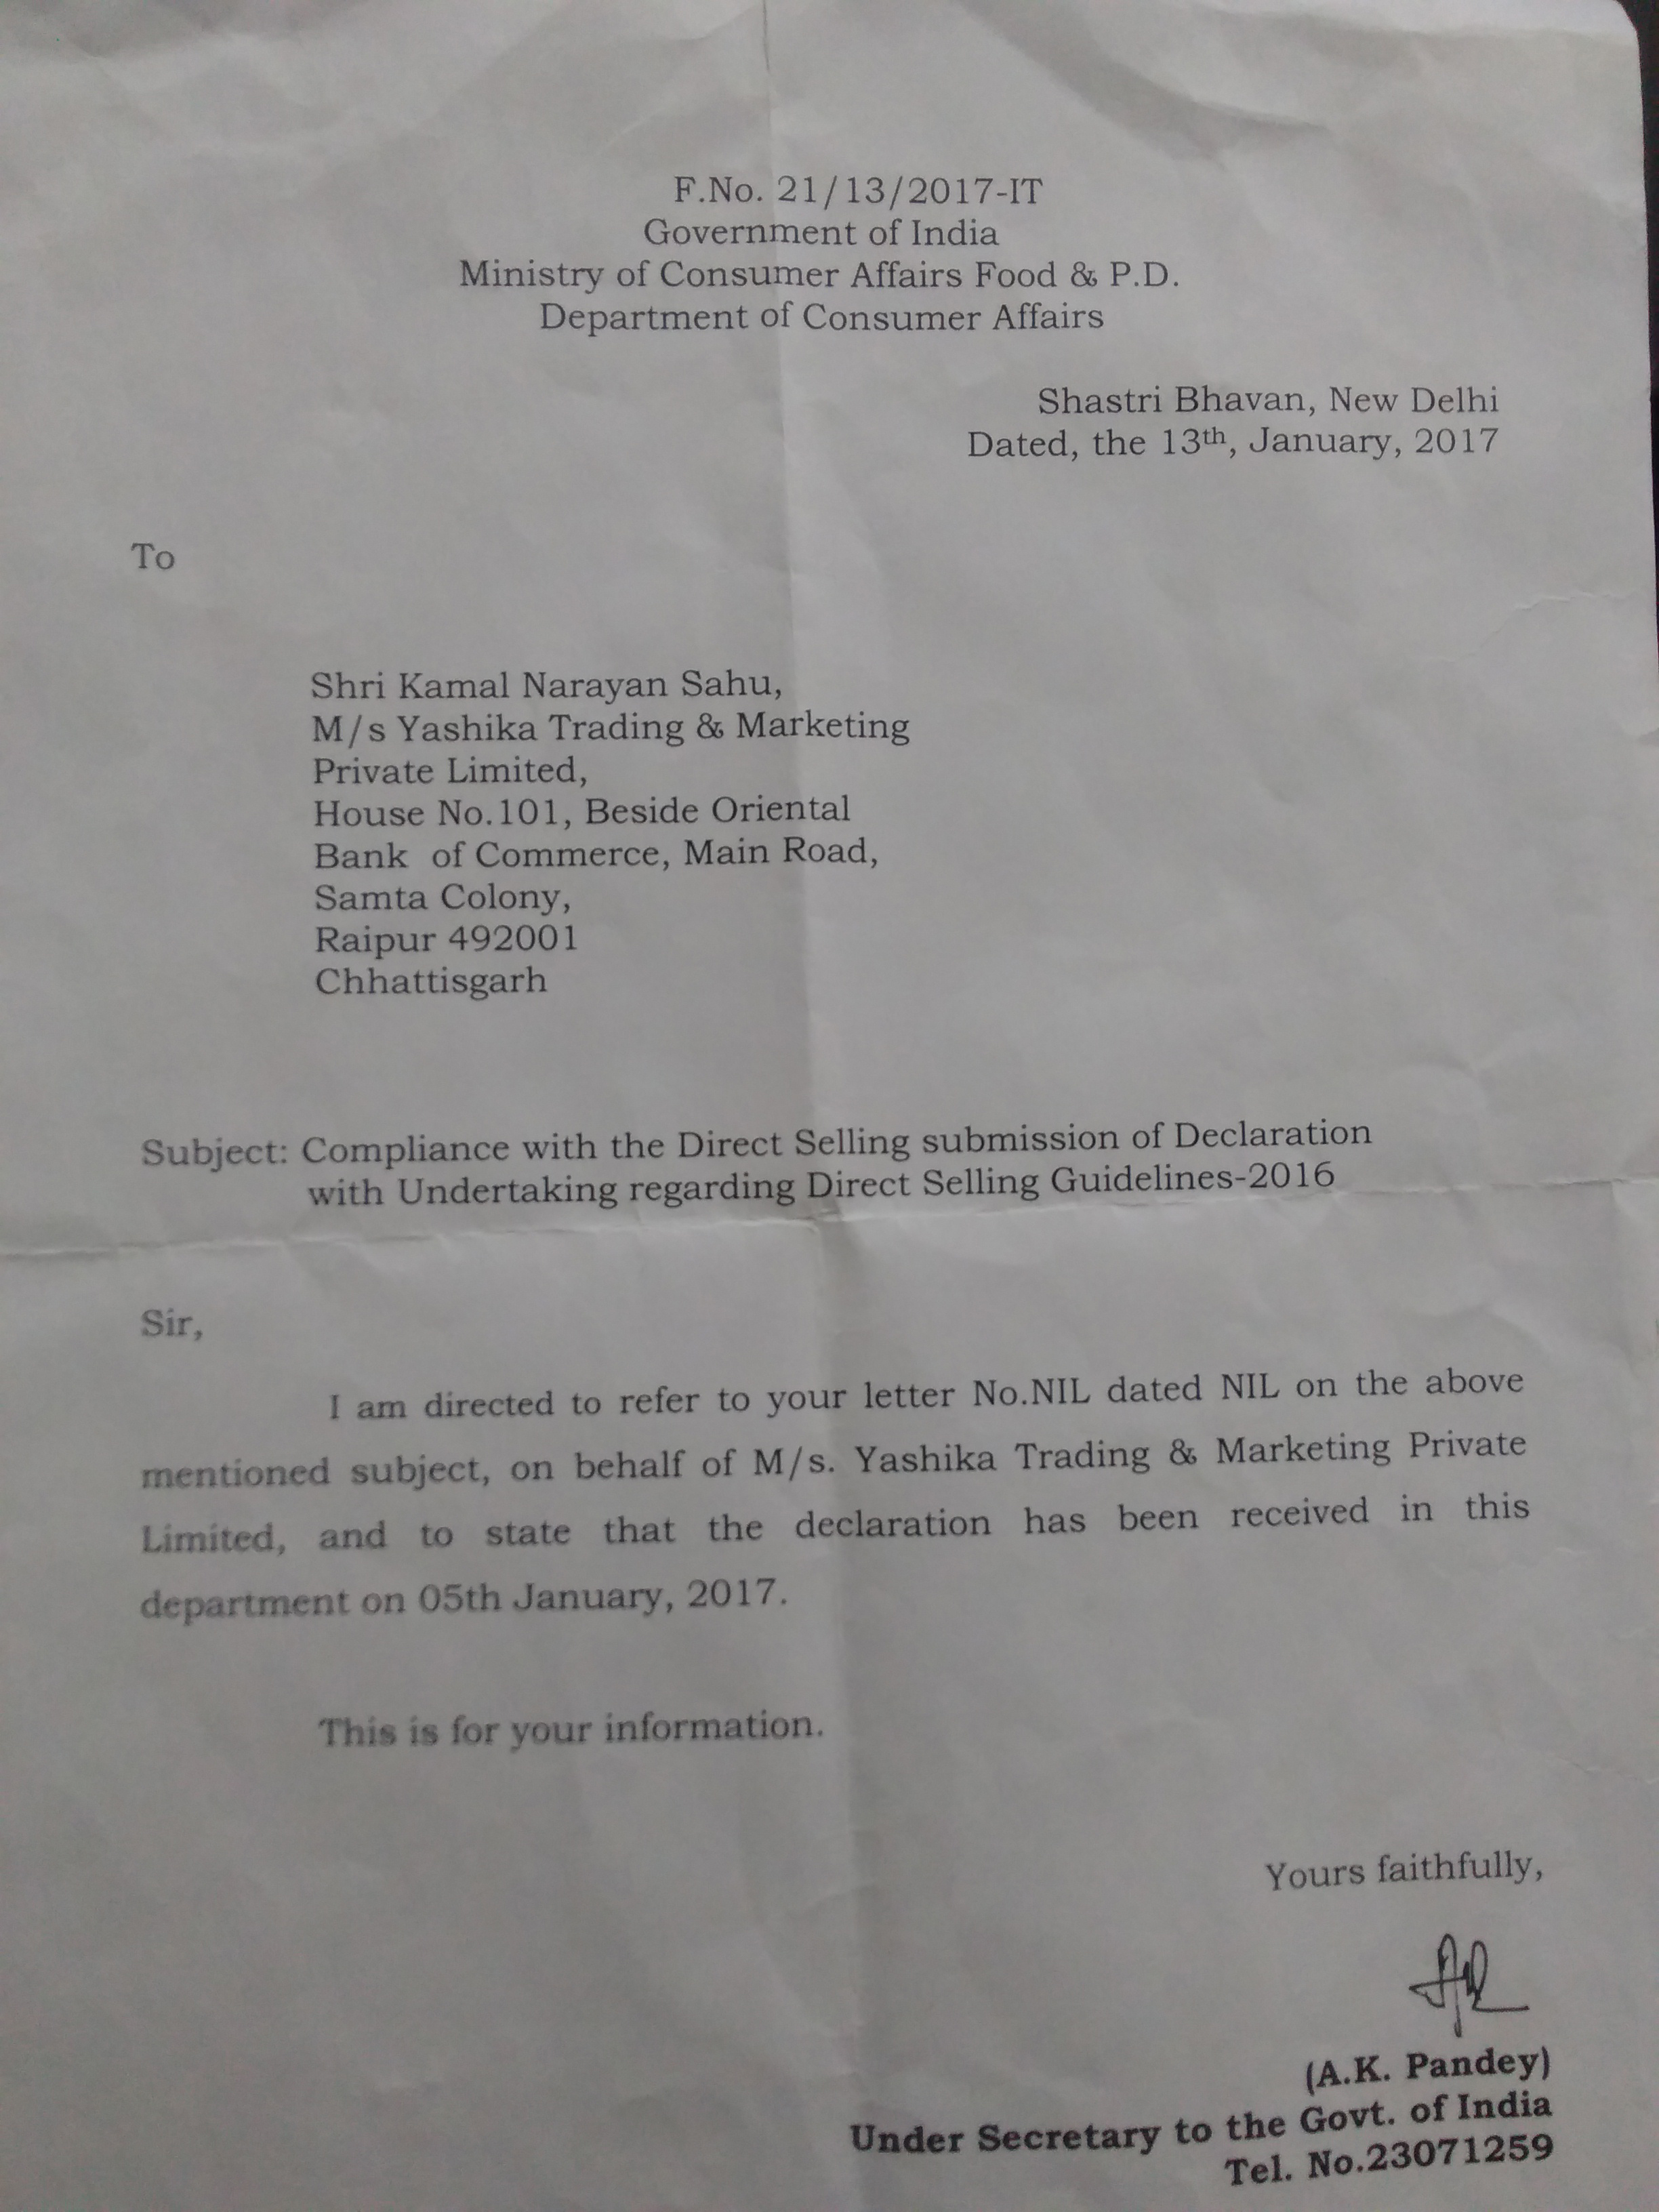 F.No. 21/13/2017-IT
Government of India
Ministry of Consumer Affairs Food & P.D.
Department of Consumer Affairs
Shastri Bhavan, New Delhi
Dated, the 13th, January, 2017
To
Shri Kamal Narayan Sahu,
M/s Yashika Trading & Marketing
Private Limited,
House No.101, Beside Oriental
Bank of Commerce, Main Road,
Samta Colony,
Raipur 492001
Chhattisgarh
Subject: Compliance with the Direct Selling submission of Declaration
with Undertaking regarding Direct Selling Guidelines-2016
Sir,
I am directed to refer to your letter No.NIL dated NIL on the above
mentioned subject, on behalf of M/s. Yashika Trading & Marketing Private
Limited, and to state that the declaration has been received in this
department on 05th January, 2017.
This is for your information.
Yours faithfully,
(A.K. Pandey)
Under Secretary to the Govt. of India
Tel. No.23071259